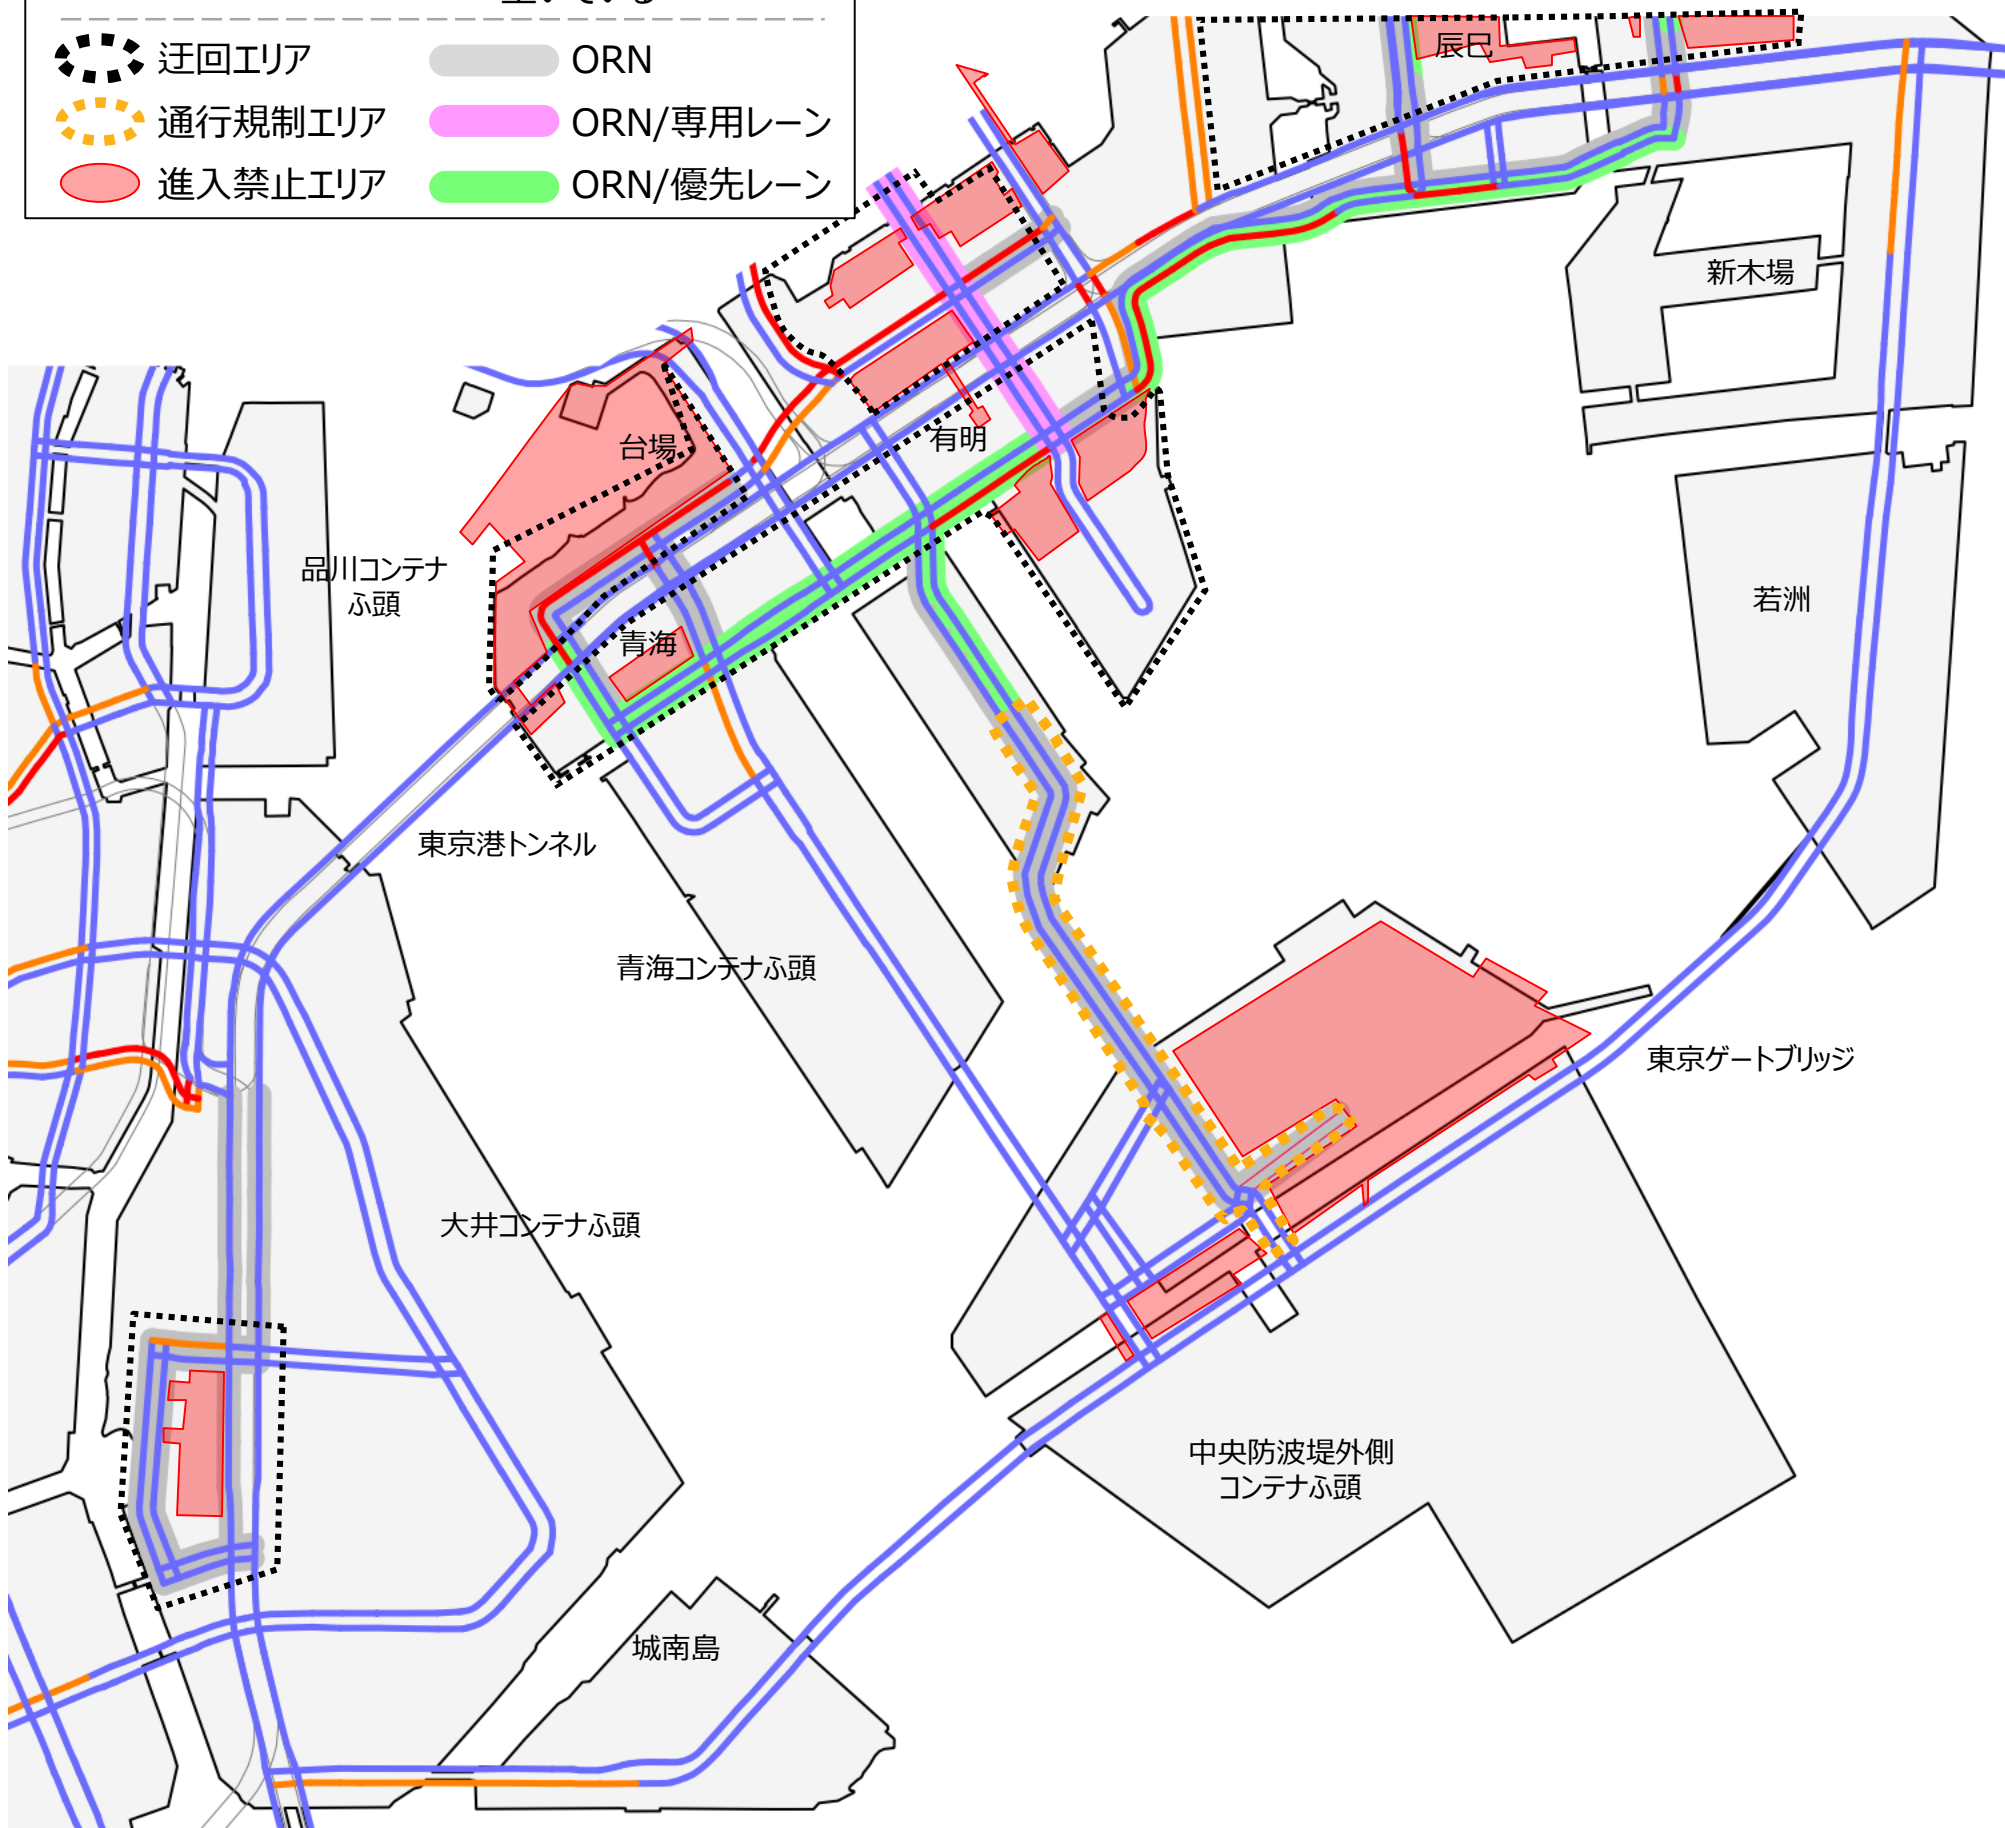 空いている
迂回エリア
ORN
通行規制エリア
ORN/専用レーン
進入禁止エリア
ORN/優先レーン
辰巳
新木場
台場
有明
品川コンテナ
ふ頭
青海
若洲
東京港トンネル
青海コンテナふ頭
東京ゲートブリッジ
大井コンテナふ頭
中央防波堤外側
コンテナふ頭
城南島